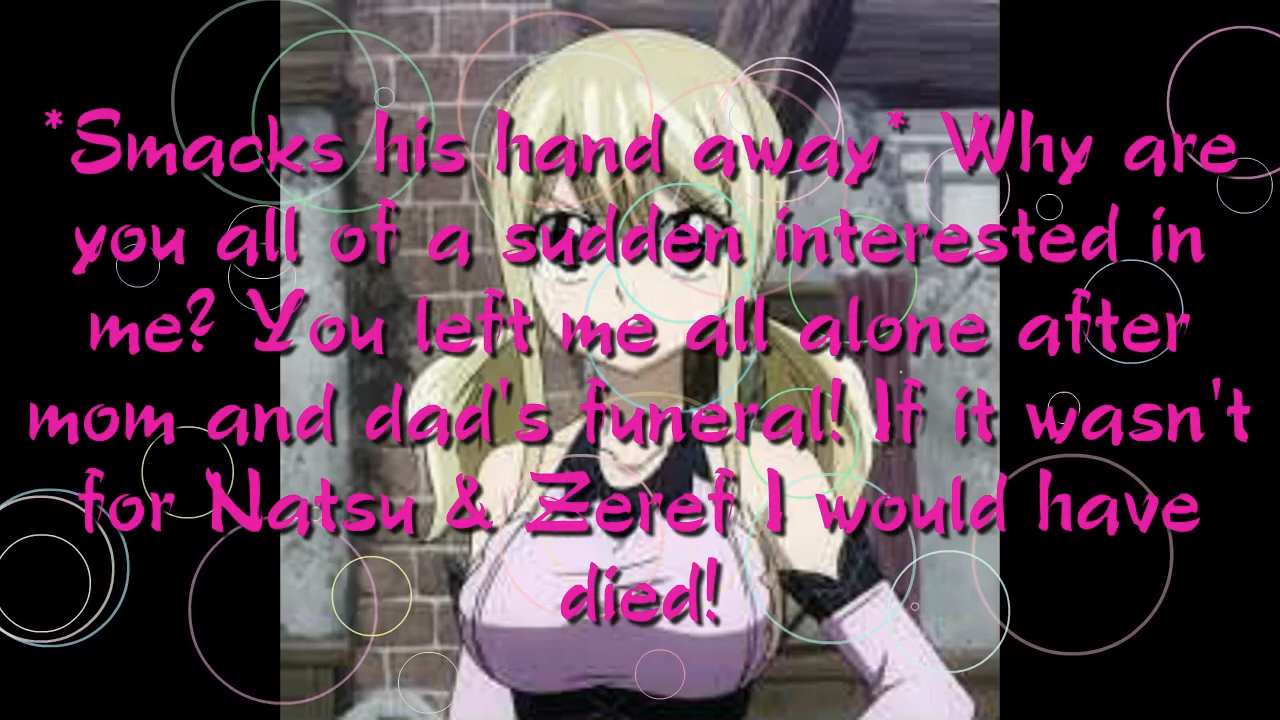 *Smacks his hand away* Why are
you all of a sudden interested in
me? You left me all alone after
mom and dad's funeral! If it wasn't
for Natsu & Zeref I would have
died!